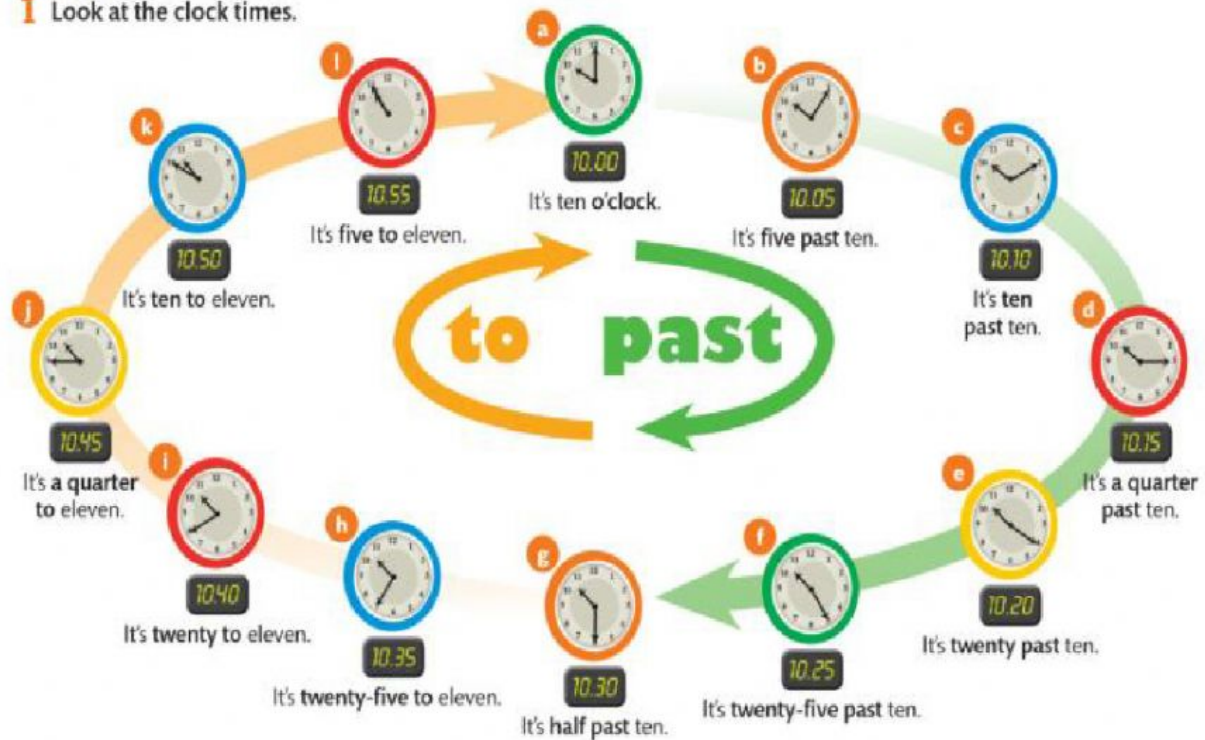 1 Look at the clock times.
a
10.00
It's ten o'clock.
b
10.05
It's five past ten.
c
10.10
It's ten
past ten.
d
10.15
It's a quarter
past ten.
e
10.20
It's twenty past ten.
f
10.25
It's twenty-five past ten.
g
10.30
It's half past ten.
h
10.35
It's twenty-five to eleven.
i
10.40
It's twenty to eleven.
j
10.45
It's a quarter
to eleven.
k
10.50
It's ten to eleven.
l
10.55
It's five to eleven.
to past